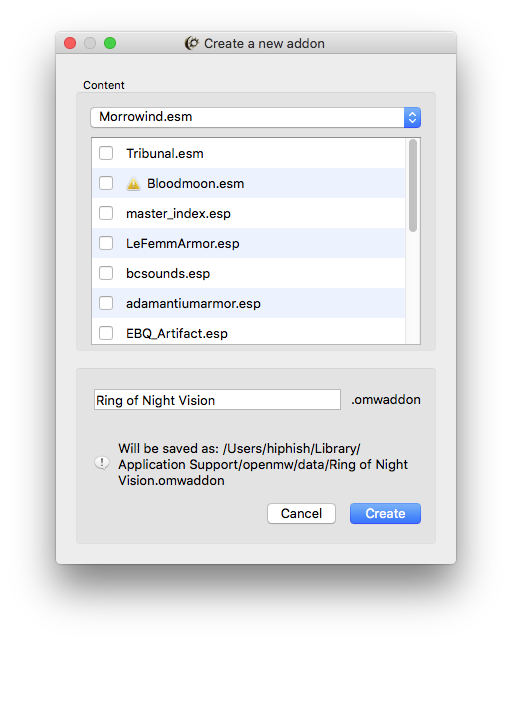 Create a new addon
Content
Morrowind.esm
Tribunal.esm
Bloodmoon.esm
master_index.esp
LeFemmArmor.esp
bcsounds.esp
adamantiumarmor.esp
EBQ_Artifact.esp
Ring of Night Vision .omwaddon
Will be saved as: /Users/hiphish/Library/
Application Support/openmw/data/Ring of Night
Vision.omwaddon
Cancel Create